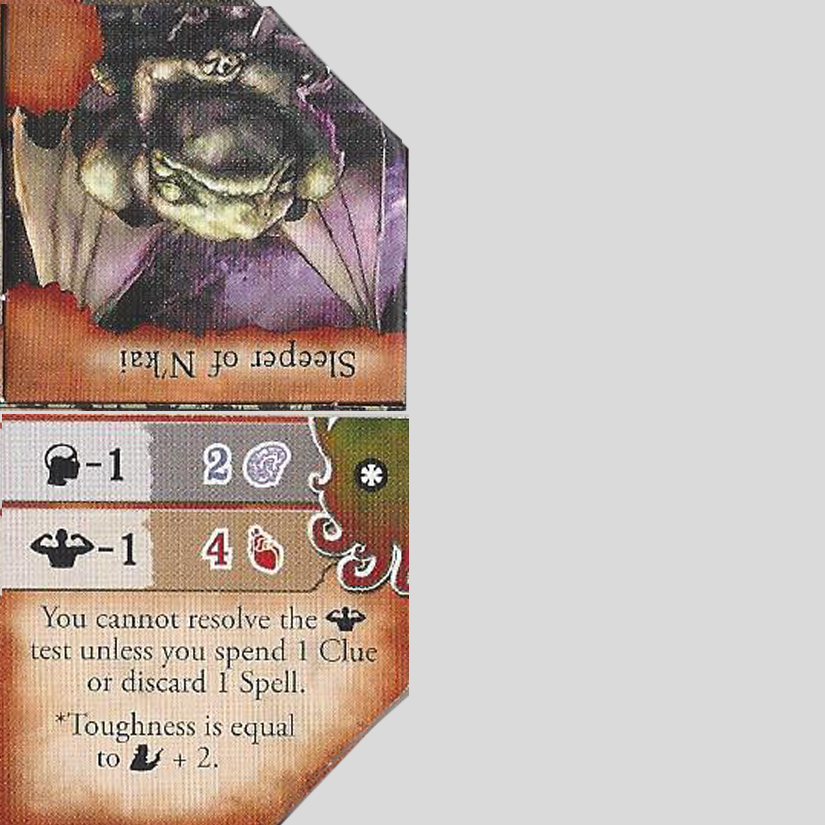 Sleeper of N'kai
-1 2
*
-1 4
You cannot resolve the
test unless you spend 1 Clue
or discard 1 Spell.
*Toughness is equal
to + 2.